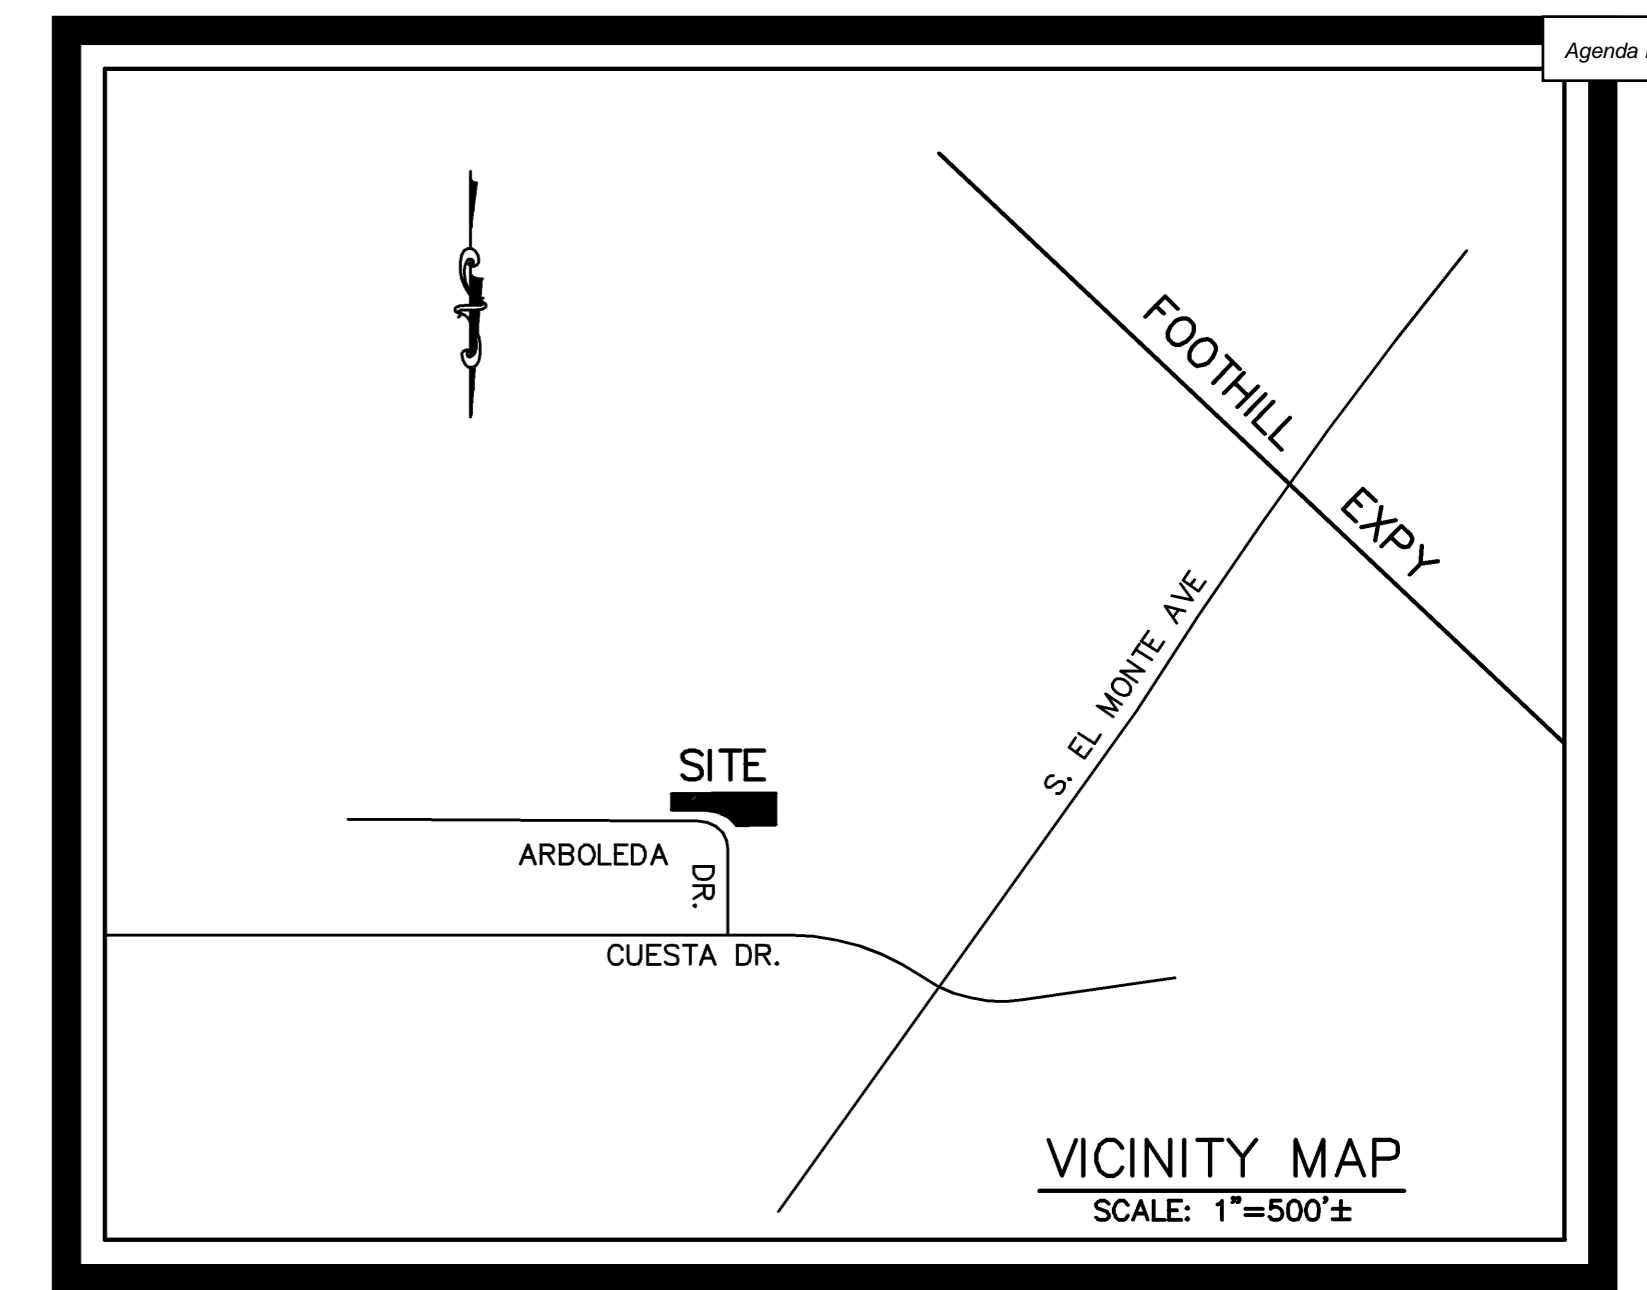 Agenda
FOOTHILL EXPY
S. EL MONTE AVE
SITE
ARBOLEDA DR.
CUESTA DR.
VICINITY MAP
SCALE: 1"=500'±